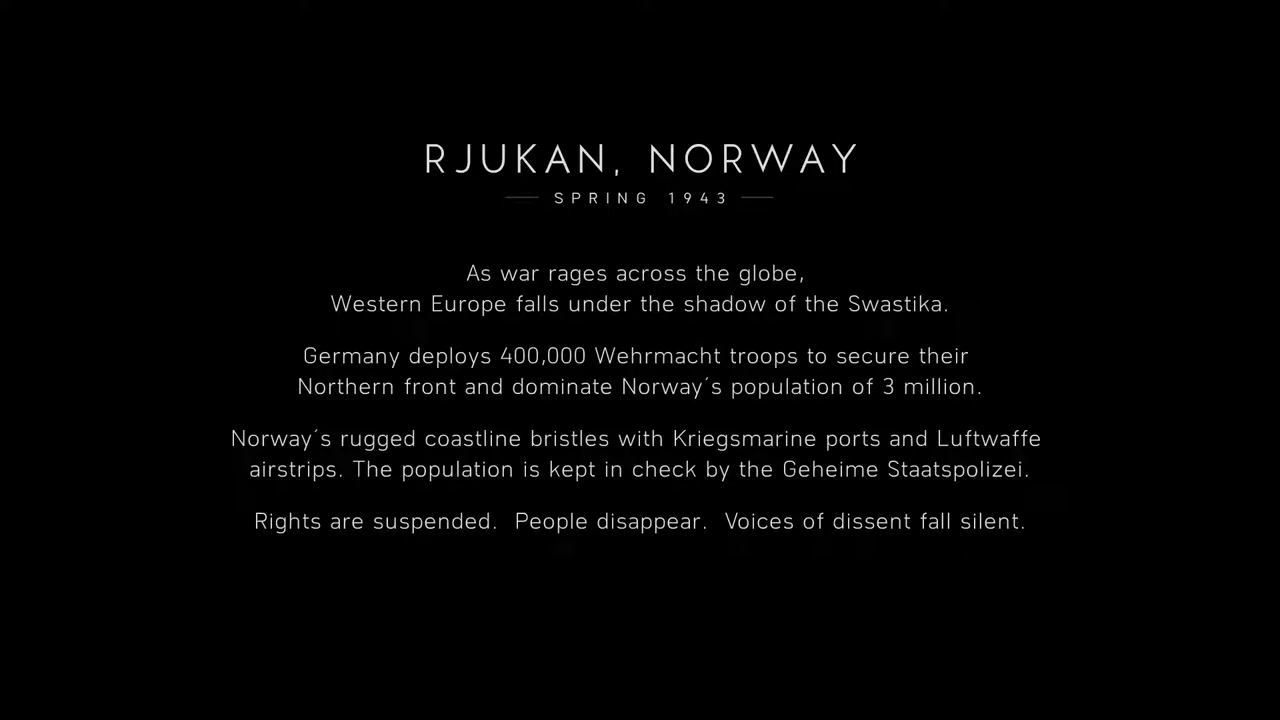 RJUKAN, NORWAY
SPRING 1943
As war rages across the globe,
Western Europe falls under the shadow of the Swastika.
Germany deploys 400,000 Wehrmacht troops to secure their
Northern front and dominate Norway´s population of 3 million.
Norway´s rugged coastline bristles with Kriegsmarine ports and Luftwaffe
airstrips. The population is kept in check by the Geheime Staatspolizei.
Rights are suspended.  People disappear.  Voices of dissent fall silent.